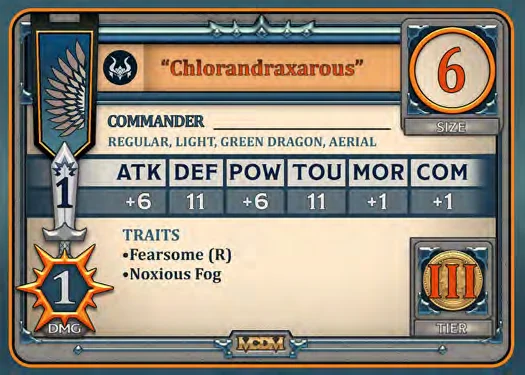 “Chlorandraxarous”
6
SIZE
COMMANDER
REGULAR, LIGHT, GREEN DRAGON, AERIAL
ATK DEF POW TOU MOR COM
+6 11 +6 11 +1 +1
1
TRAITS
•Fearsome (R)
•Noxious Fog
1
DMG
III
TIER
MCDM